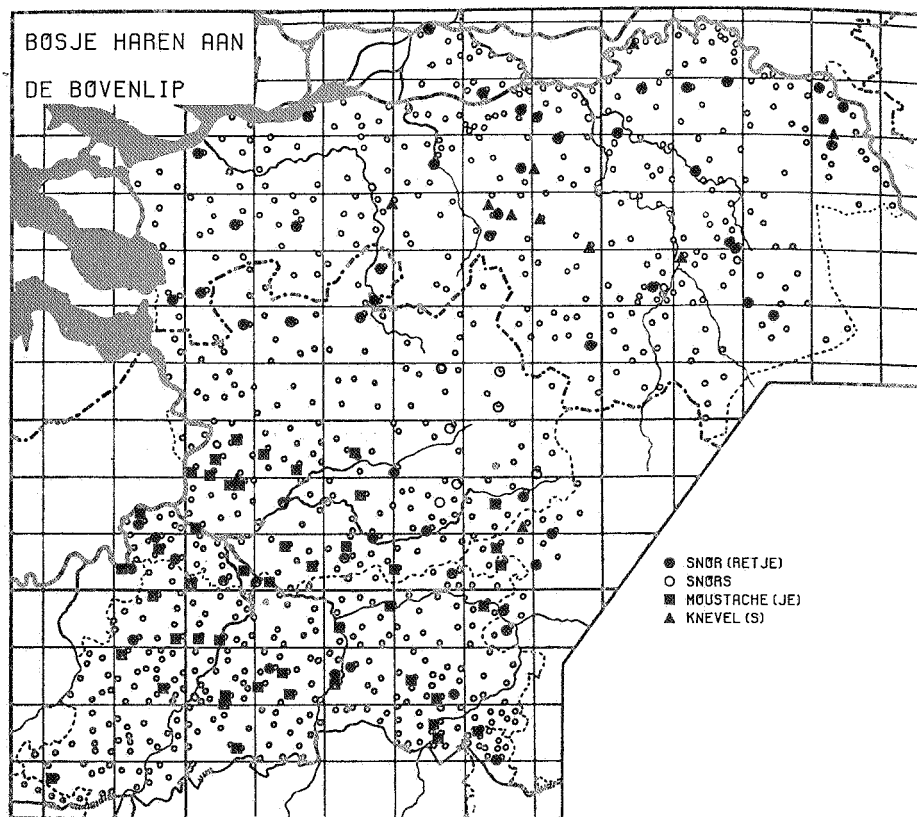 BØSJE HAREN AAN
DE BØVENLIP
SNØR (RETJE)
SNØRS
MØUSTACHE (JE)
KNEVEL (S)